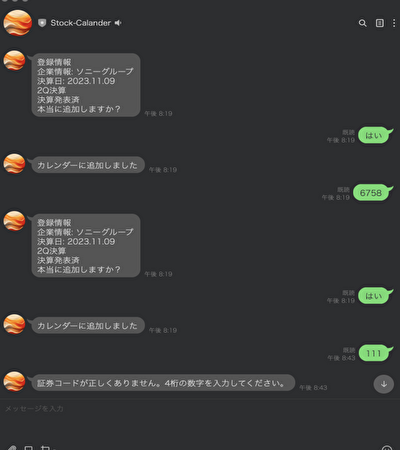 Stock-Calander
登録情報
企業情報: ソニーグループ
決算日: 2023.11.09
2Q決算
決算発表済
本当に追加しますか？
午後 8:19
既読
午後 8:19
はい
カレンダーに追加しました
午後 8:19
既読
午後 8:19
6758
登録情報
企業情報: ソニーグループ
決算日: 2023.11.09
2Q決算
決算発表済
本当に追加しますか？
午後 8:19
既読
午後 8:19
はい
カレンダーに追加しました
午後 8:19
既読
午後 8:43
111
証券コードが正しくありません。4桁の数字を入力してください。
午後 8:43
メッセージを入力